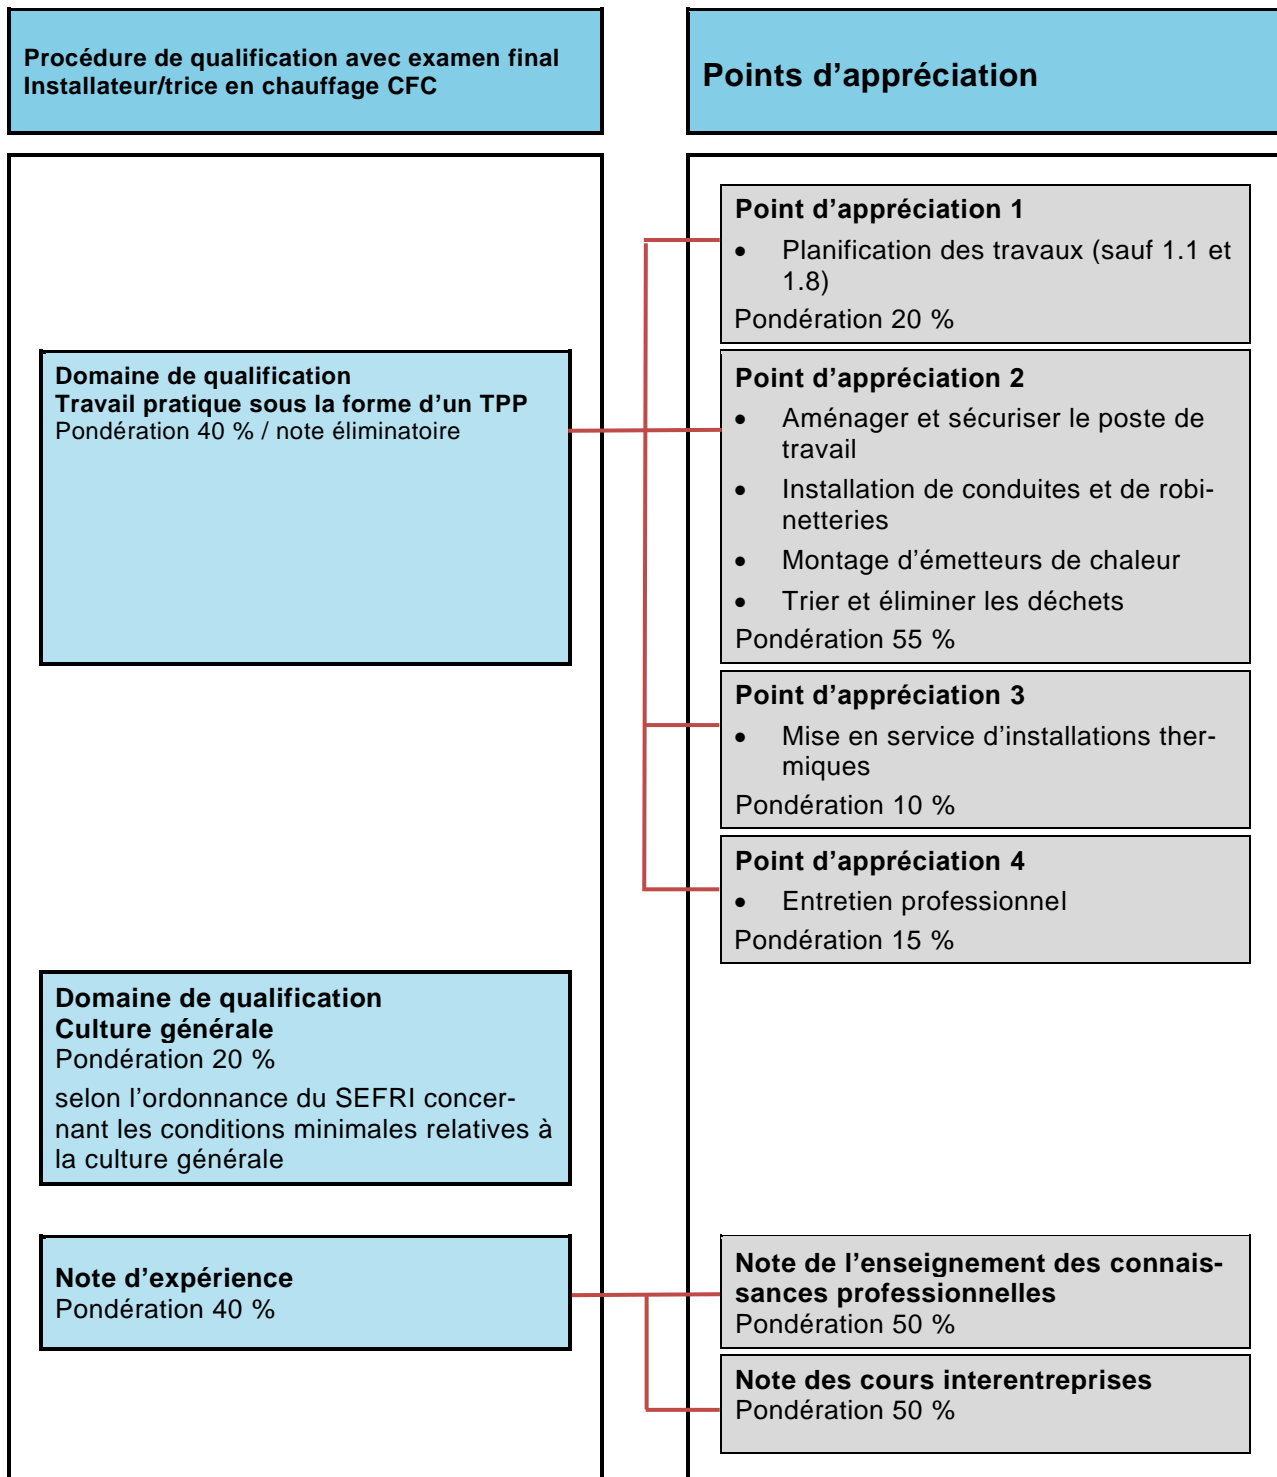 Procédure de qualification avec examen final
Installateur/trice en chauffage CFC
Points d’appréciation
Point d’appréciation 1
• Planification des travaux (sauf 1.1 et
1.8)
Pondération 20 %
Domaine de qualification
Travail pratique sous la forme d’un TPP
Pondération 40 % / note éliminatoire
Point d’appréciation 2
• Aménager et sécuriser le poste de
travail
• Installation de conduites et de robi-
netteries
• Montage d’émetteurs de chaleur
• Trier et éliminer les déchets
Pondération 55 %
Point d’appréciation 3
• Mise en service d’installations ther-
miques
Pondération 10 %
Point d’appréciation 4
• Entretien professionnel
Pondération 15 %
Domaine de qualification
Culture générale
Pondération 20 %
selon l’ordonnance du SEFRI concer-
nant les conditions minimales relatives à
la culture générale
Note d’expérience
Pondération 40 %
Note de l’enseignement des connais-
sances professionnelles
Pondération 50 %
Note des cours interentreprises
Pondération 50 %